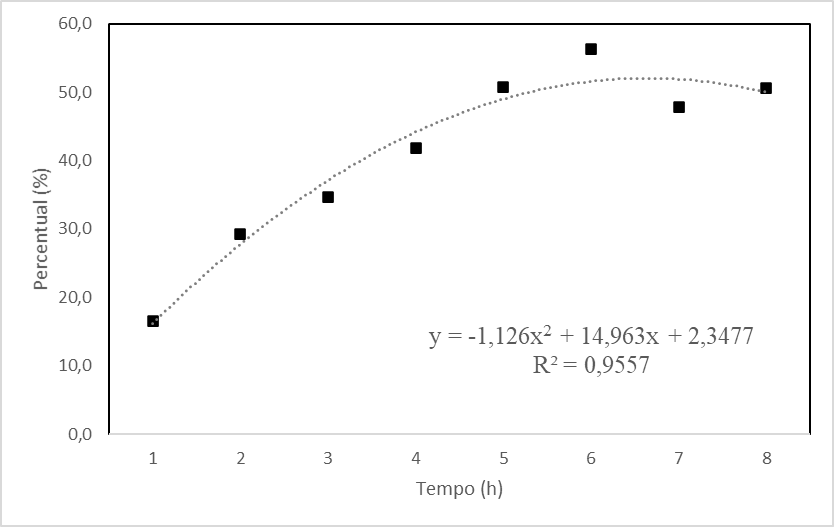 60,0
50,0
40,0
30,0
20,0
10,0
0,0
Percentual (%)
y = -1,126x² + 14,963x + 2,3477
R² = 0,9557
1 2 3 4 5 6 7 8
Tempo (h)